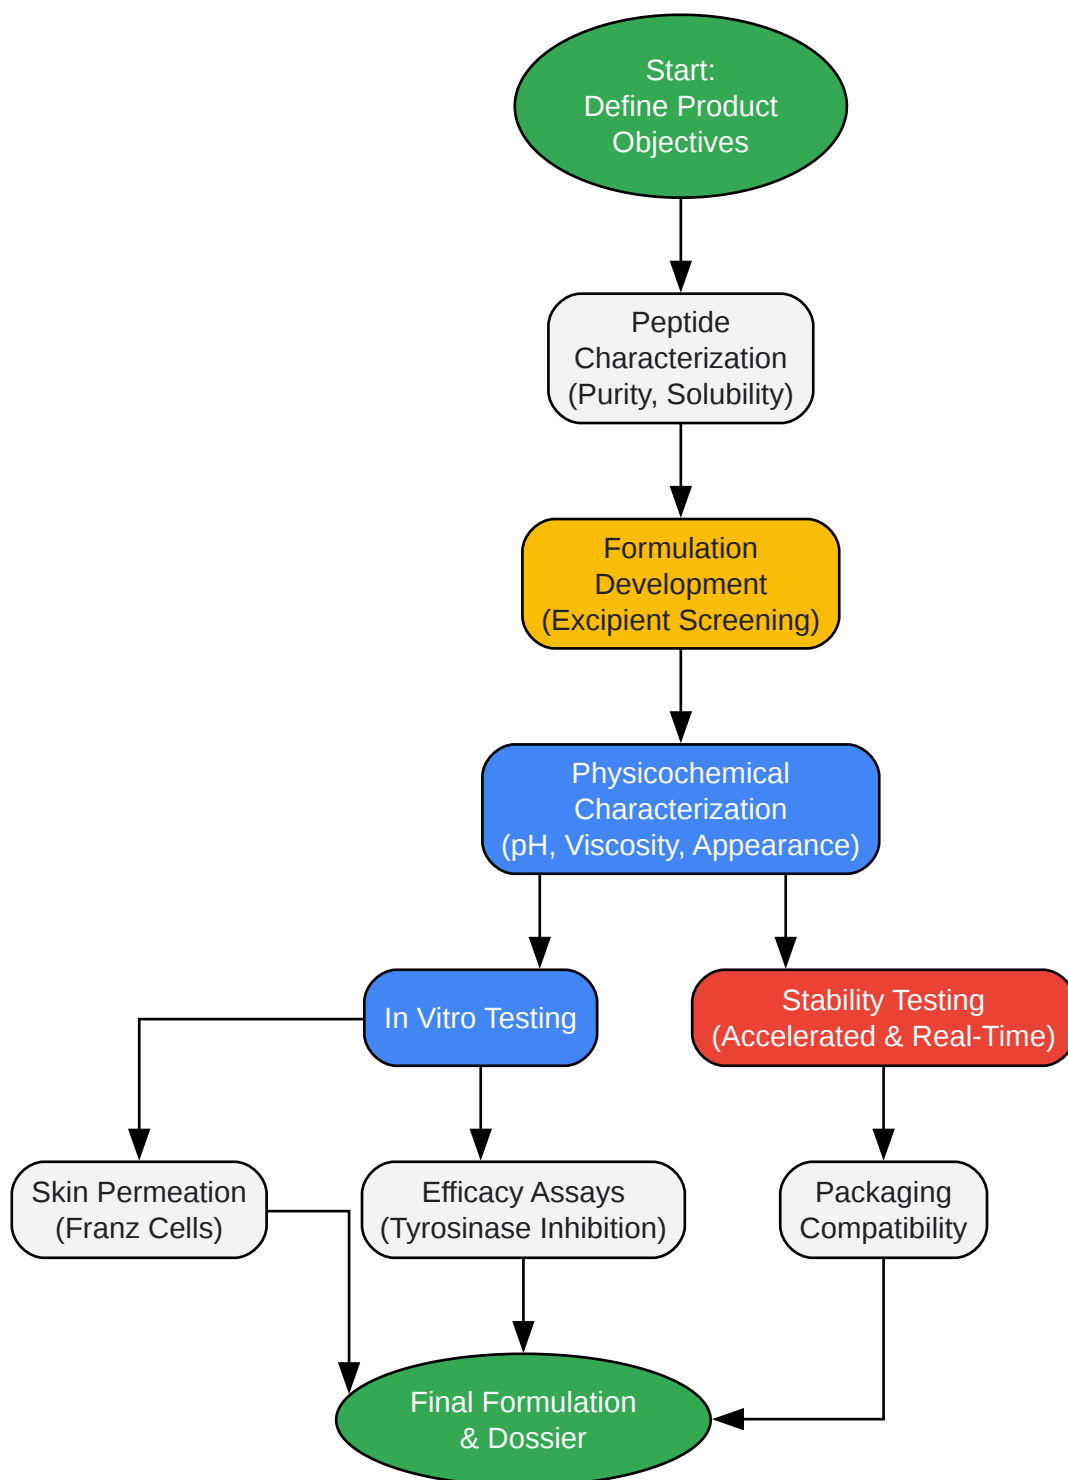 Start:
Define Product
Objectives
Peptide
Characterization
(Purity, Solubility)
Formulation
Development
(Excipient Screening)
Physicochemical
Characterization
(pH, Viscosity, Appearance)
In Vitro Testing
Stability Testing
(Accelerated & Real-Time)
Skin Permeation
(Franz Cells)
Efficacy Assays
(Tyrosinase Inhibition)
Packaging
Compatibility
Final Formulation
& Dossier